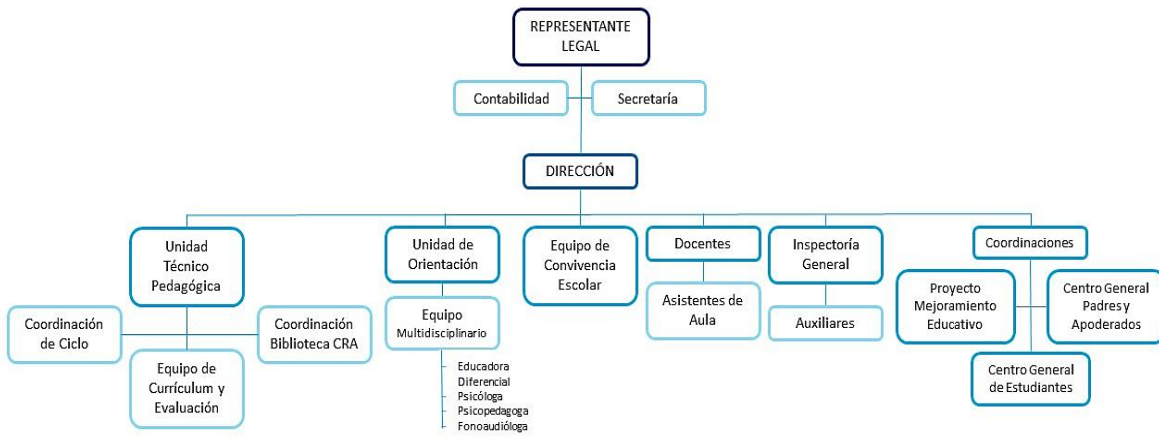 REPRESENTANTE
LEGAL
Contabilidad
Secretaría
DIRECCIÓN
Unidad
Técnico
Pedagógica
Coordinación
de Ciclo
Coordinación
Biblioteca CRA
Equipo de
Currículum y
Evaluación
Unidad de
Orientación
Equipo
Multidisciplinario
Educadora
Diferencial
Psicóloga
Psicopedagoga
Fonoaudióloga
Equipo de
Convivencia
Escolar
Docentes
Asistentes de
Aula
Inspectoría
General
Auxiliares
Coordinaciones
Proyecto
Mejoramiento
Educativo
Centro General
Padres y
Apoderados
Centro General
de Estudiantes